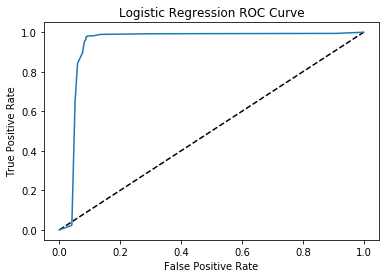 Logistic Regression ROC Curve
True Positive Rate
1.0
0.8
0.6
0.4
0.2
0.0
0.0 0.2 0.4 0.6 0.8 1.0
False Positive Rate